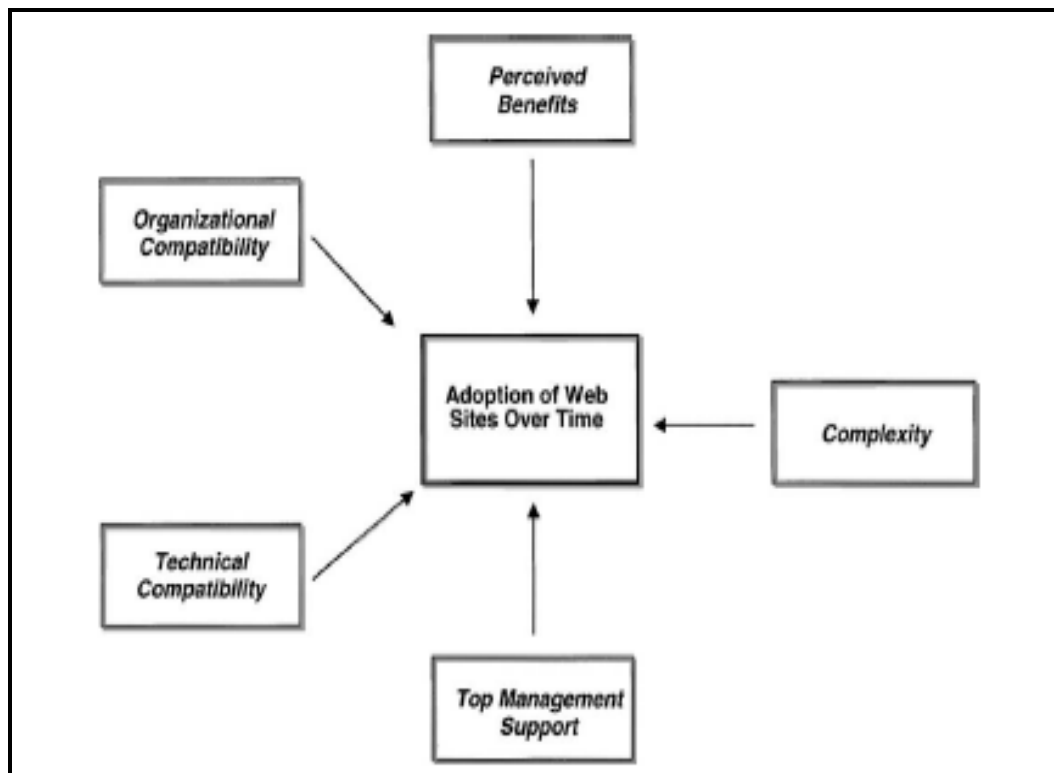 Perceived
Benefits
Organizational
Compatibility
Adoption of Web
Sites Over Time
Complexity
Technical
Compatibility
Top Management
Support